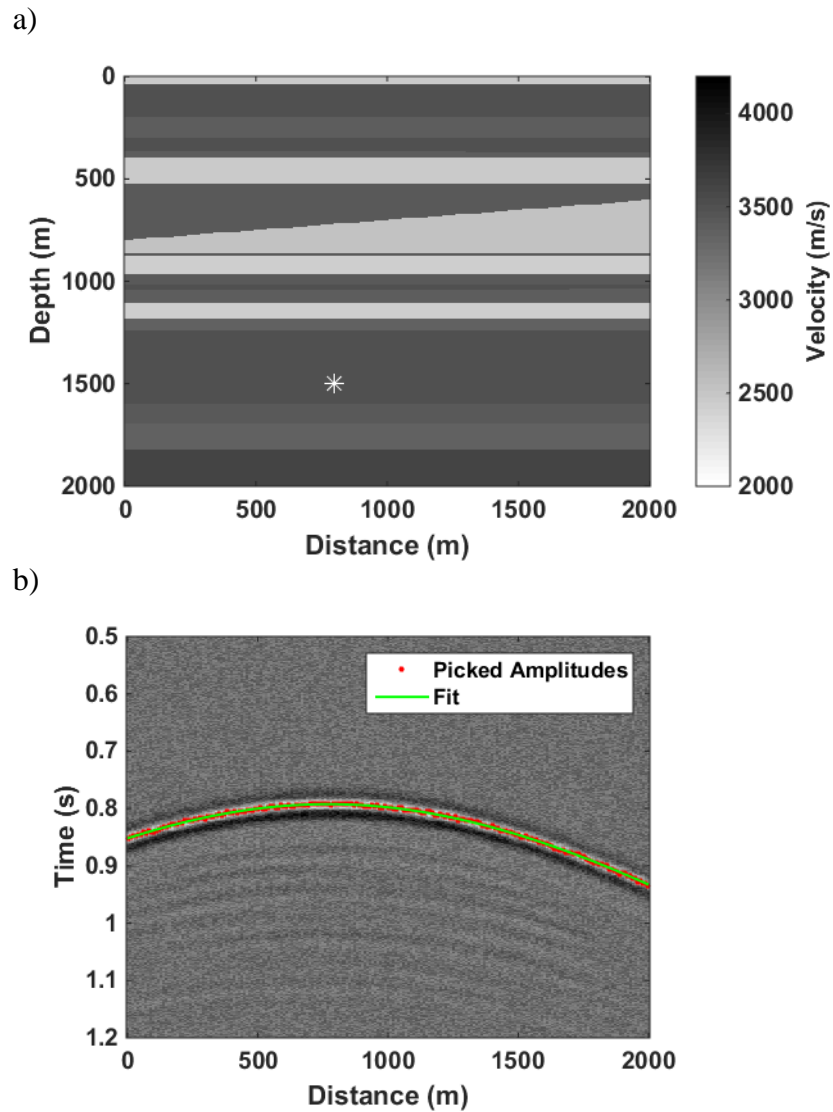 a)
0
500
1000
1500
2000
Depth (m)
0 500 1000 1500 2000
Distance (m)
4000
3500
3000
2500
2000
Velocity (m/s)
b)
0.5
0.6
0.7
0.8
0.9
1
1.1
1.2
Time (s)
Picked Amplitudes
Fit
0 500 1000 1500 2000
Distance (m)